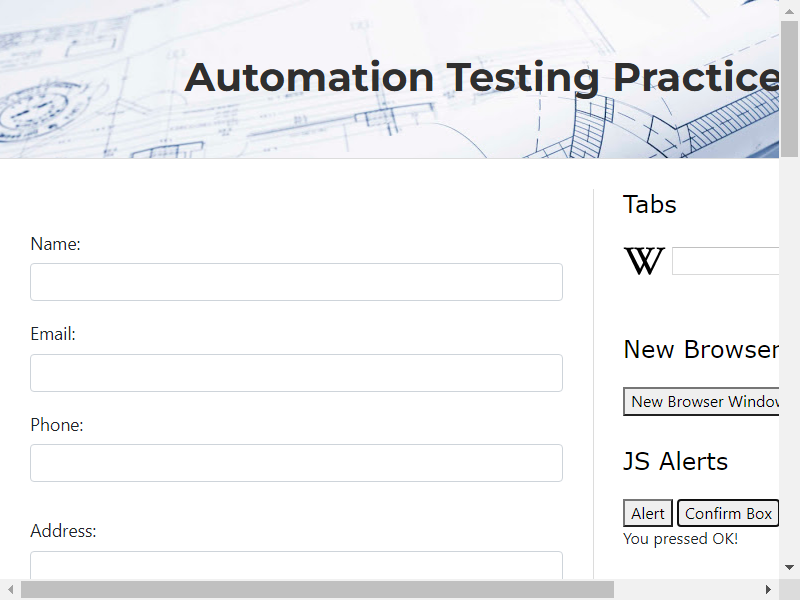 Automation Testing Practice
Name:
Email:
Phone:
Address:
Tabs
W
New Browser
New Browser Window
JS Alerts
Alert
Confirm Box
You pressed OK!